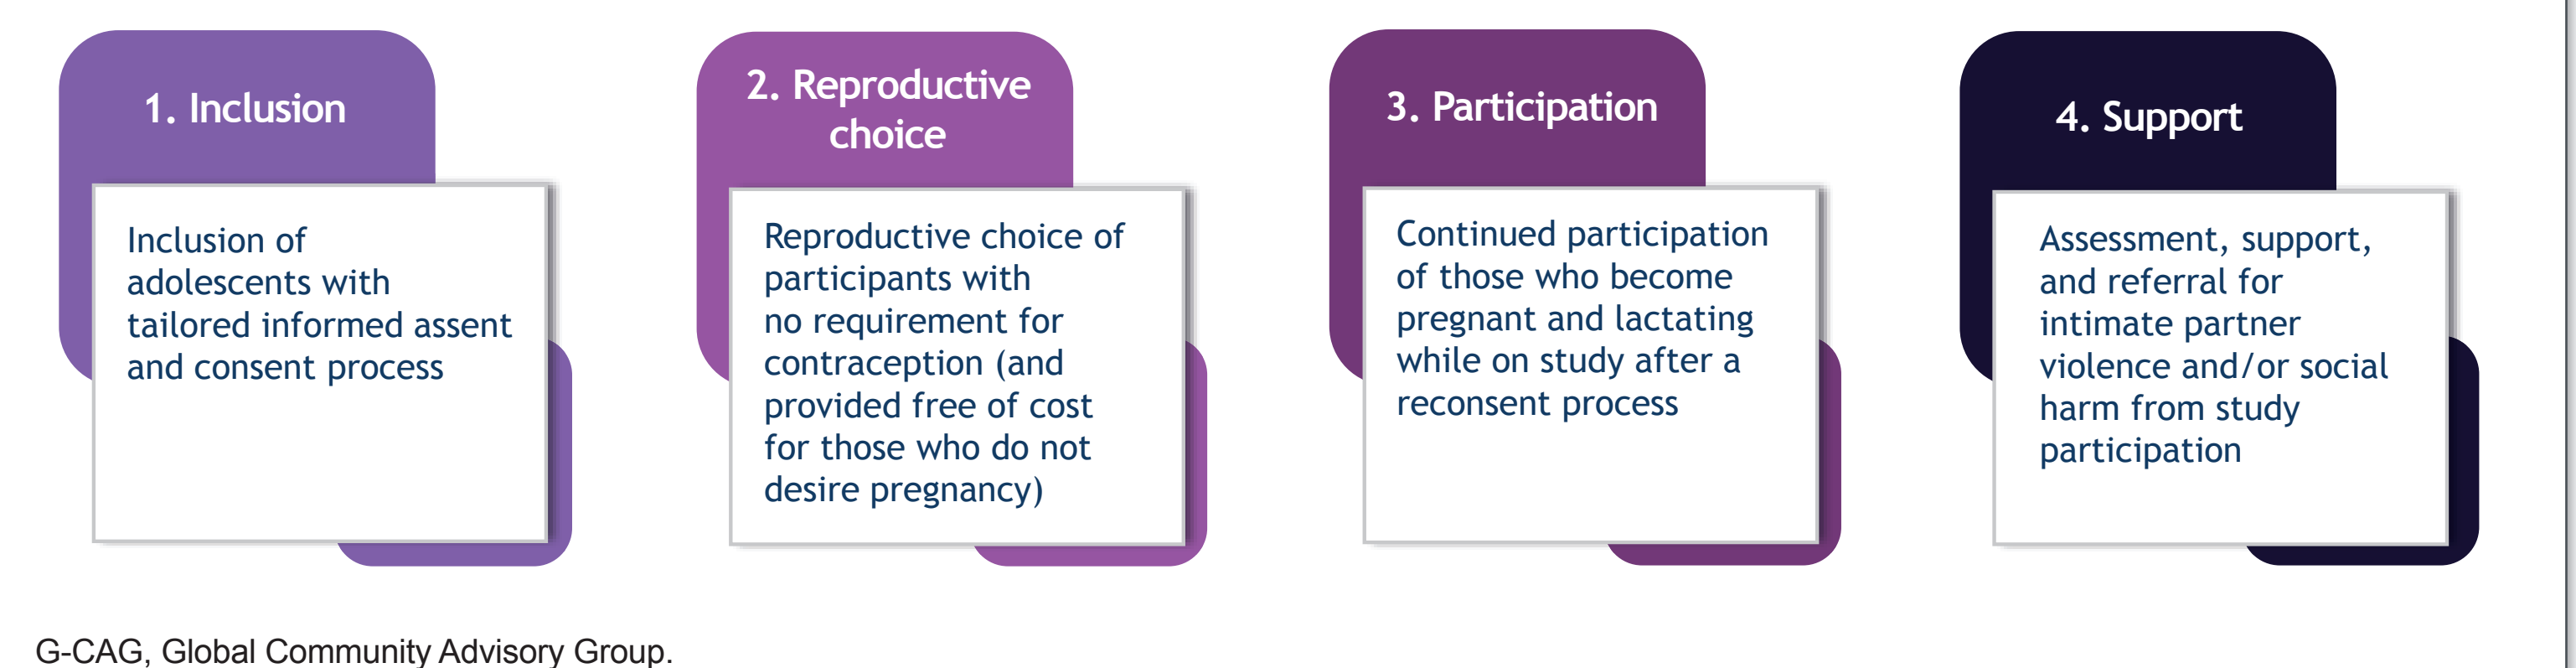 1. Inclusion
Inclusion of
adolescents with
tailored informed assent
and consent process
2. Reproductive
choice
Reproductive choice of
participants with
no requirement for
contraception (and
provided free of cost
for those who do not
desire pregnancy)
3. Participation
Continued participation
of those who become
pregnant and lactating
while on study after a
reconsent process
4. Support
Assessment, support,
and referral for
intimate partner
violence and/or social
harm from study
participation
G-CAG, Global Community Advisory Group.